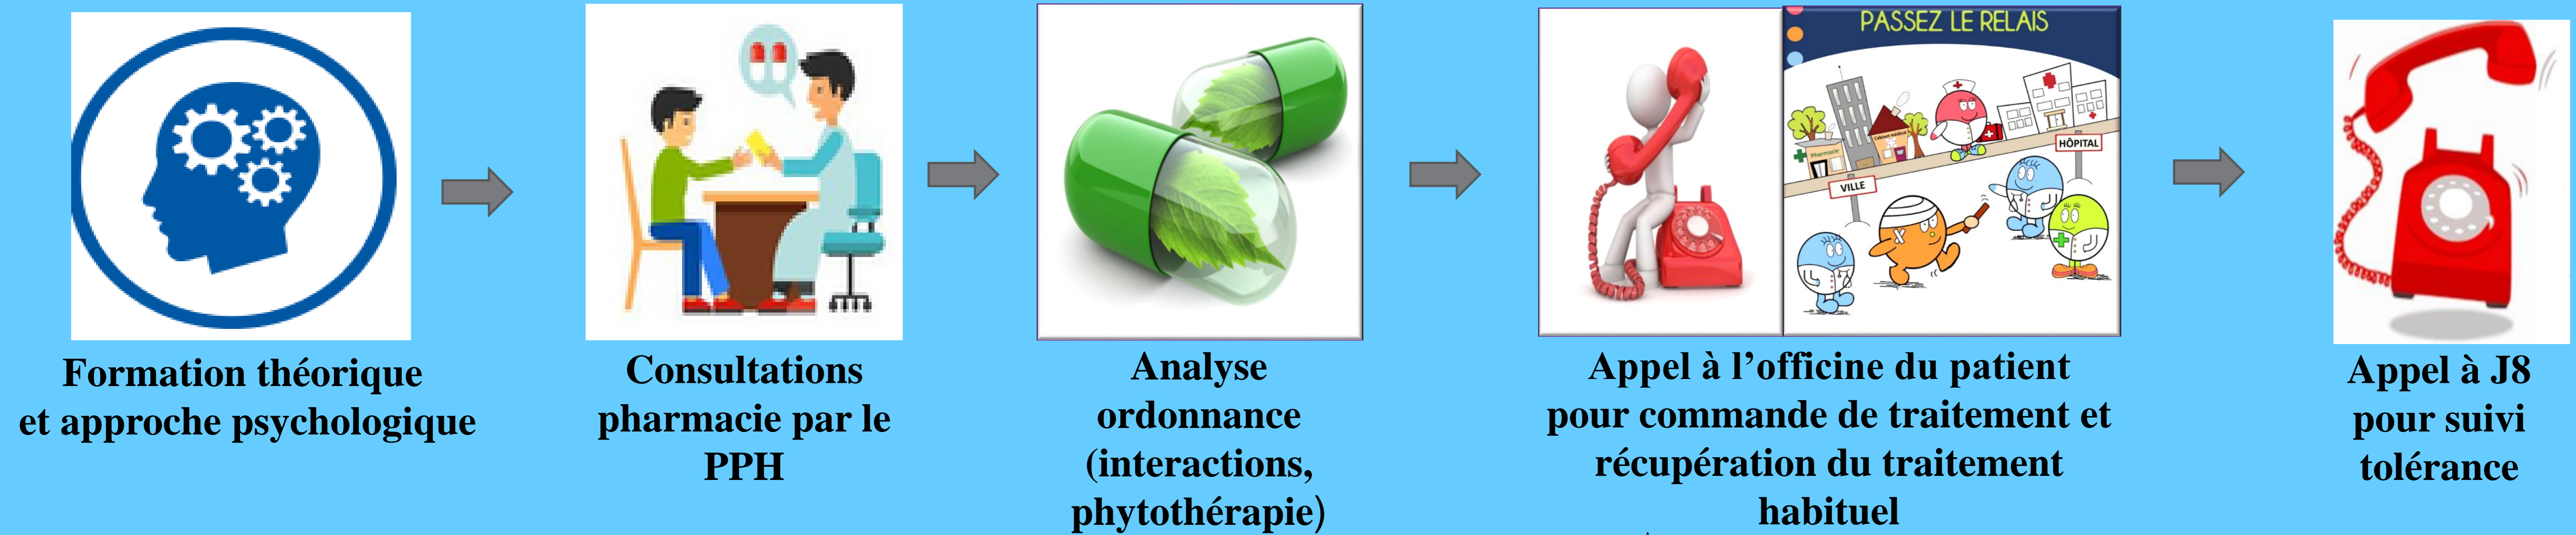 PASSEZ LE RELAIS
Pharmacie
Cabinet médical
HÔPITAL
VILLE
Formation théorique
et approche psychologique
Consultations
pharmacie par le
PPH
Analyse
ordonnance
(interactions,
phytothérapie)
Appel à l’officine du patient
pour commande de traitement et
récupération du traitement
habituel
Appel à J8
pour suivi
tolérance